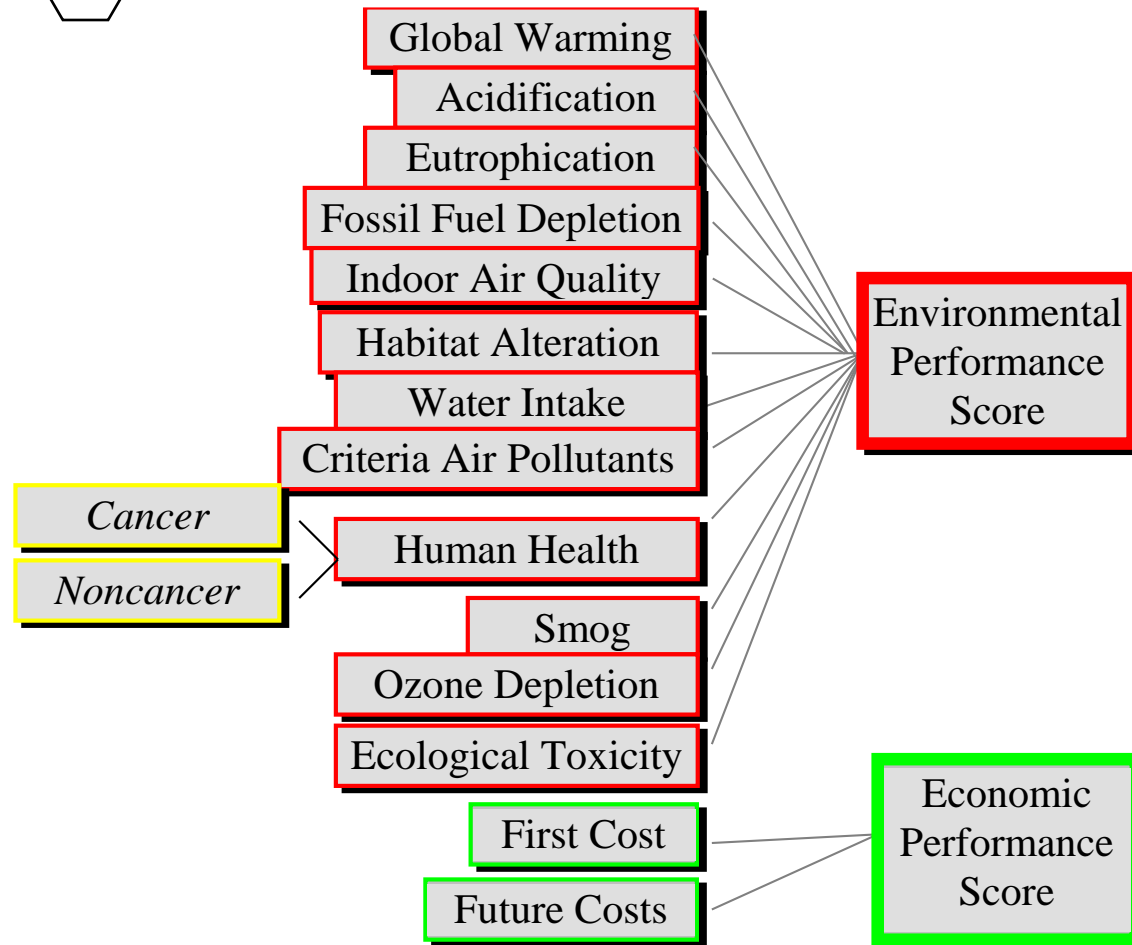 Global Warming
Acidification
Eutrophication
Fossil Fuel Depletion
Indoor Air Quality
Habitat Alteration
Water Intake
Criteria Air Pollutants
Cancer
Noncancer
Human Health
Smog
Ozone Depletion
Ecological Toxicity
First Cost
Future Costs
Environmental
Performance
Score
Economic
Performance
Score